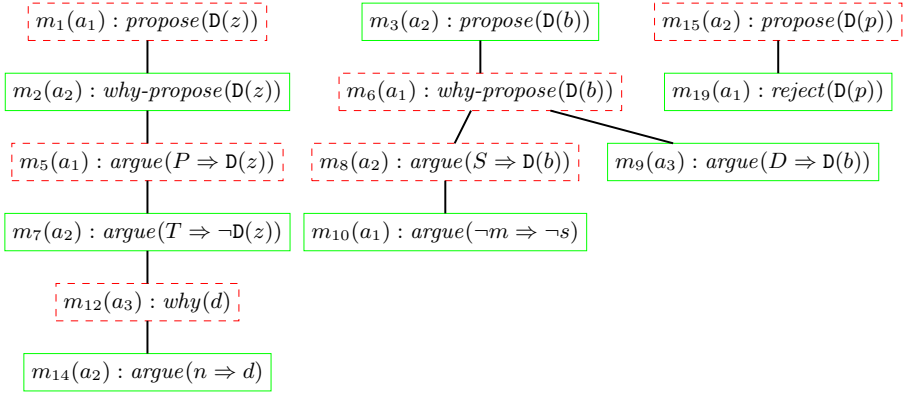 m₁(a₁) : propose(D(z))
m₃(a₂) : propose(D(b))
m₁₅(a₂) : propose(D(p))
m₂(a₂) : why-propose(D(z))
m₆(a₁) : why-propose(D(b))
m₁₉(a₁) : reject(D(p))
m₅(a₁) : argue(P ⇒ D(z))
m₈(a₂) : argue(S ⇒ D(b))
m₉(a₃) : argue(D ⇒ D(b))
m₇(a₂) : argue(T ⇒ ¬D(z))
m₁₀(a₁) : argue(¬m ⇒ ¬s)
m₁₂(a₃) : why(d)
m₁₄(a₂) : argue(n ⇒ d)